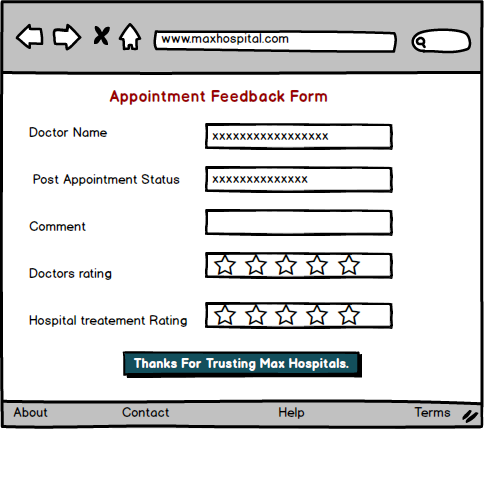 www.maxhospital.com
Appointment Feedback Form
Doctor Name xxxxxxxxxxxxxxxxx
Post Appointment Status xxxxxxxxxxxxxx
Comment
Doctors rating
Hospital treatement Rating
Thanks For Trusting Max Hospitals.
About Contact Help Terms